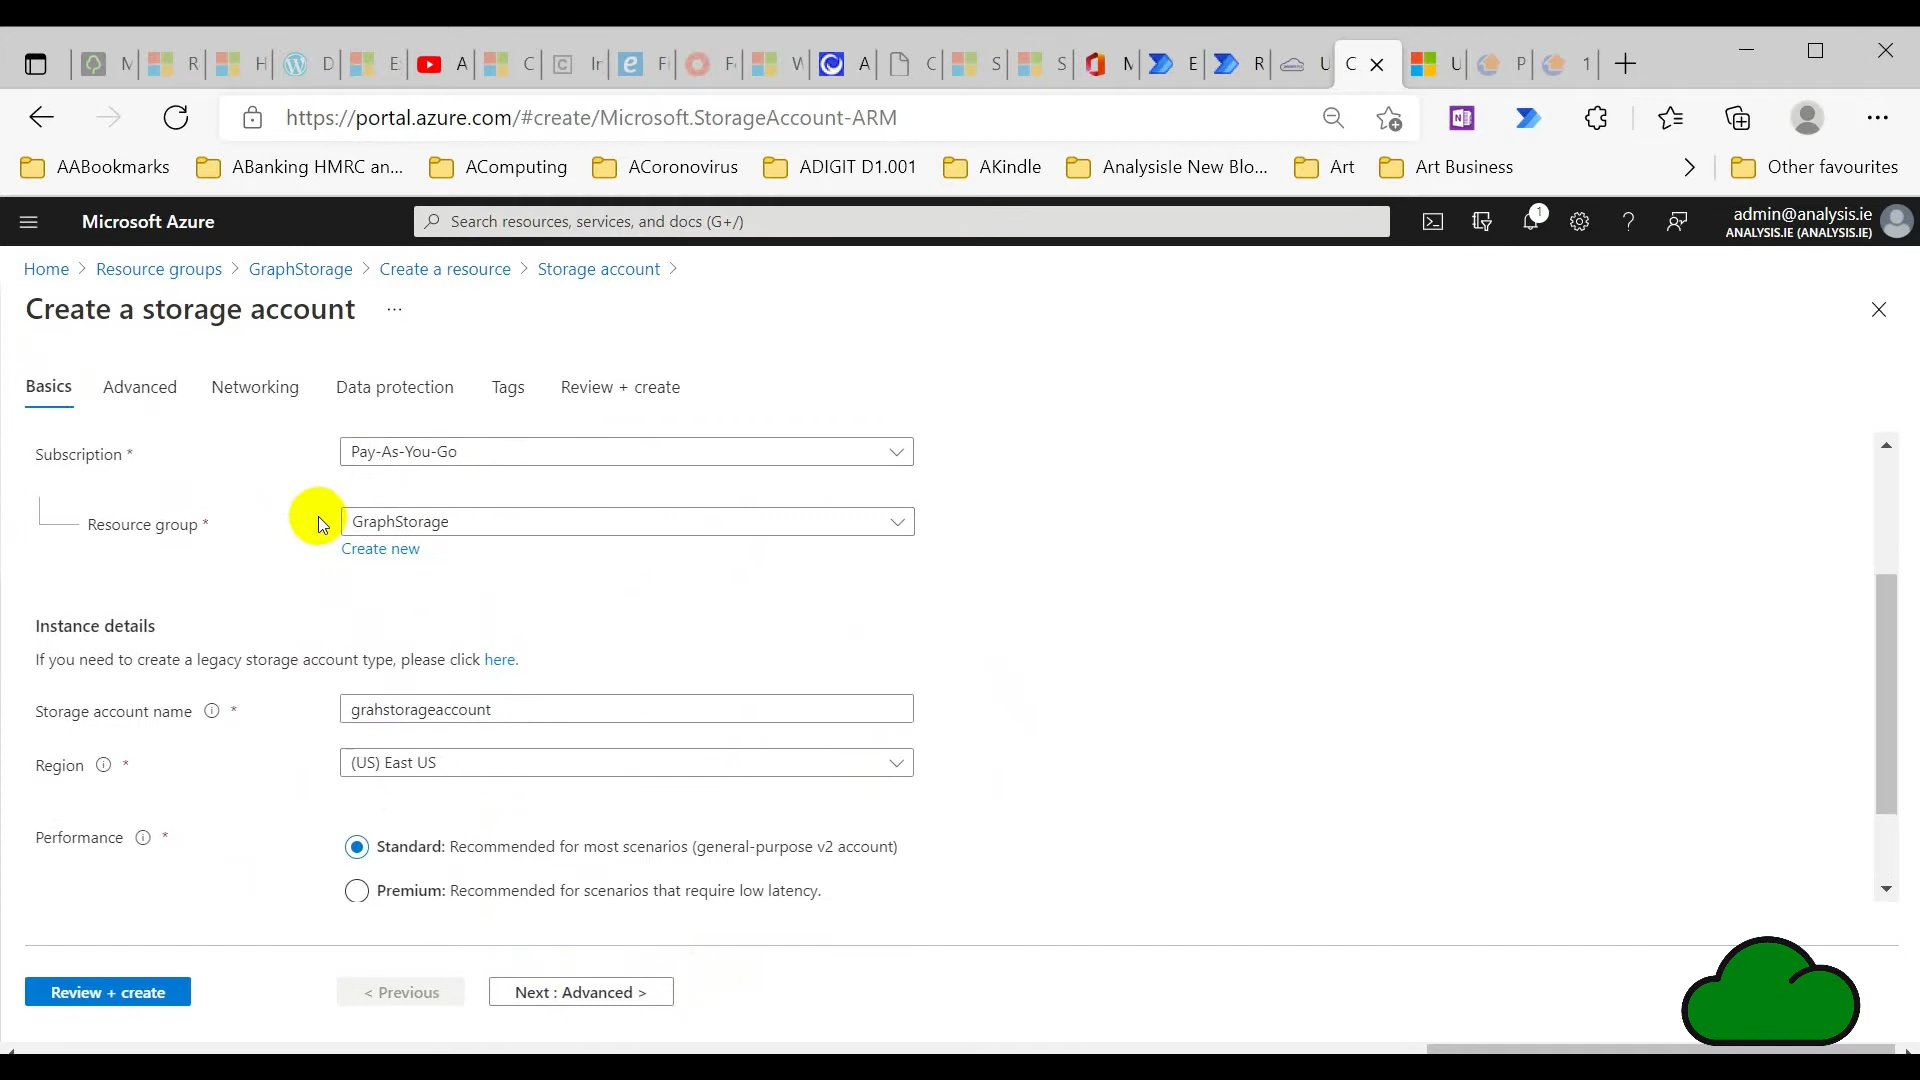 M R H D E A C Ir Fi F W A C S S M E R U C U P 1
https://portal.azure.com/#create/Microsoft.StorageAccount-ARM
AABookmarks ABanking HMRC an... AComputing ACoronovirus ADIGIT D1.001 AKindle AnalysisIe New Blo... Art Art Business Other favourites
Microsoft Azure Search resources, services, and docs (G+/) 1 admin@analysis.ie
ANALYSIS.IE (ANALYSIS.IE)
Home > Resource groups > GraphStorage > Create a resource > Storage account >
Create a storage account ...
Basics Advanced Networking Data protection Tags Review + create
Subscription * Pay-As-You-Go
Resource group * GraphStorage
Create new
Instance details
If you need to create a legacy storage account type, please click here.
Storage account name * grahstorageaccount
Region * (US) East US
Performance * Standard: Recommended for most scenarios (general-purpose v2 account)
Premium: Recommended for scenarios that require low latency.
Review + create < Previous Next : Advanced >